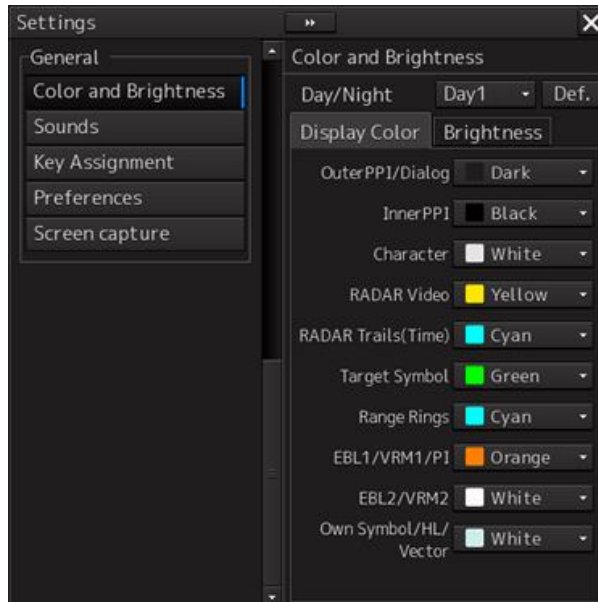 Settings
General
Color and Brightness
Sounds
Key Assignment
Preferences
Screen capture
Color and Brightness
Day/Night Day1 Def.
Display Color Brightness
OuterPPI/Dialog Dark
InnerPPI Black
Character White
RADAR Video Yellow
RADAR Trails(Time) Cyan
Target Symbol Green
Range Rings Cyan
EBL1/VRM1/PI Orange
EBL2/VRM2 White
Own Symbol/HL/
Vector White